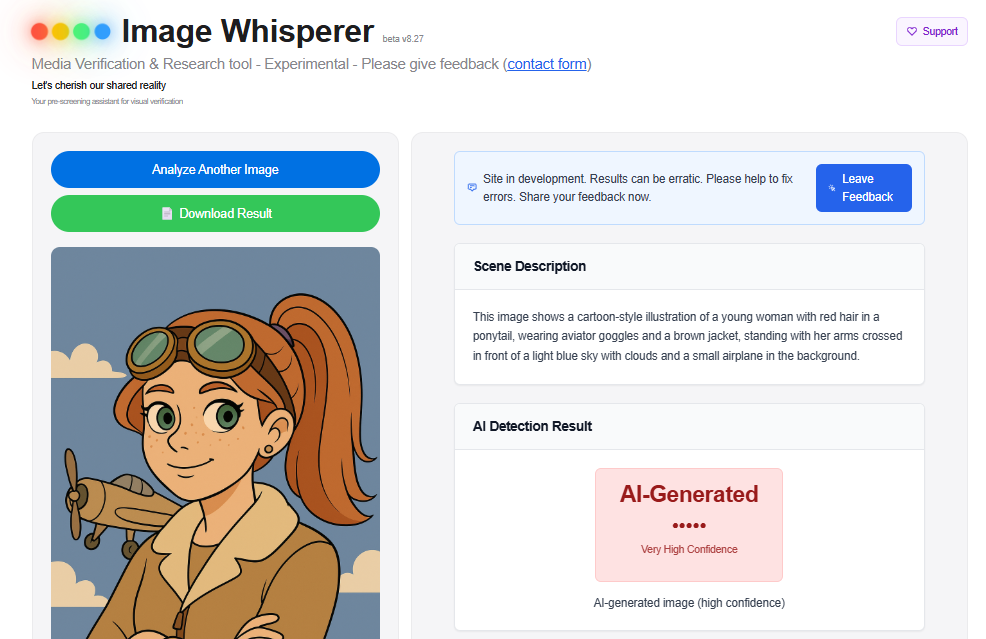 Image Whisperer beta v8.27
Support
Media Verification & Research tool - Experimental - Please give feedback (contact form)
Let's cherish our shared reality
Your pre-screening assistant for visual verification
Analyze Another Image
Download Result
Site in development. Results can be erratic. Please help to fix
errors. Share your feedback now.
Leave
Feedback
Scene Description
This image shows a cartoon-style illustration of a young woman with red hair in a
ponytail, wearing aviator goggles and a brown jacket, standing with her arms crossed
in front of a light blue sky with clouds and a small airplane in the background.
AI Detection Result
AI-Generated
●●●●●
Very High Confidence
AI-generated image (high confidence)